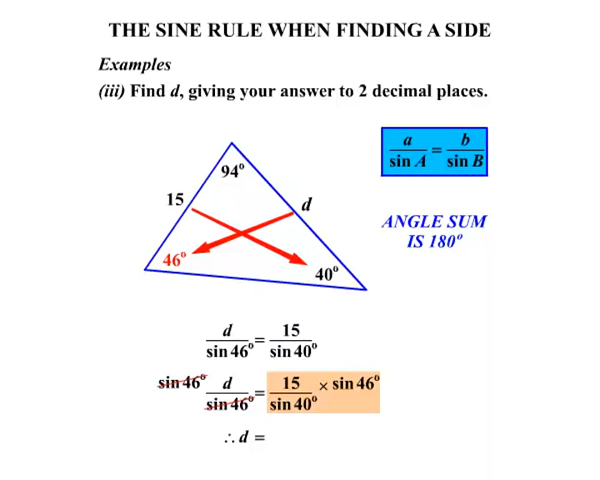 THE SINE RULE WHEN FINDING A SIDE
Examples
(iii) Find d, giving your answer to 2 decimal places.
a/sin A = b/sin B
94°
15
d
ANGLE SUM
IS 180°
46°
40°
d/sin 46° = 15/sin 40°
sin 46° d/sin 46° = 15/sin 40° × sin 46°
∴ d =